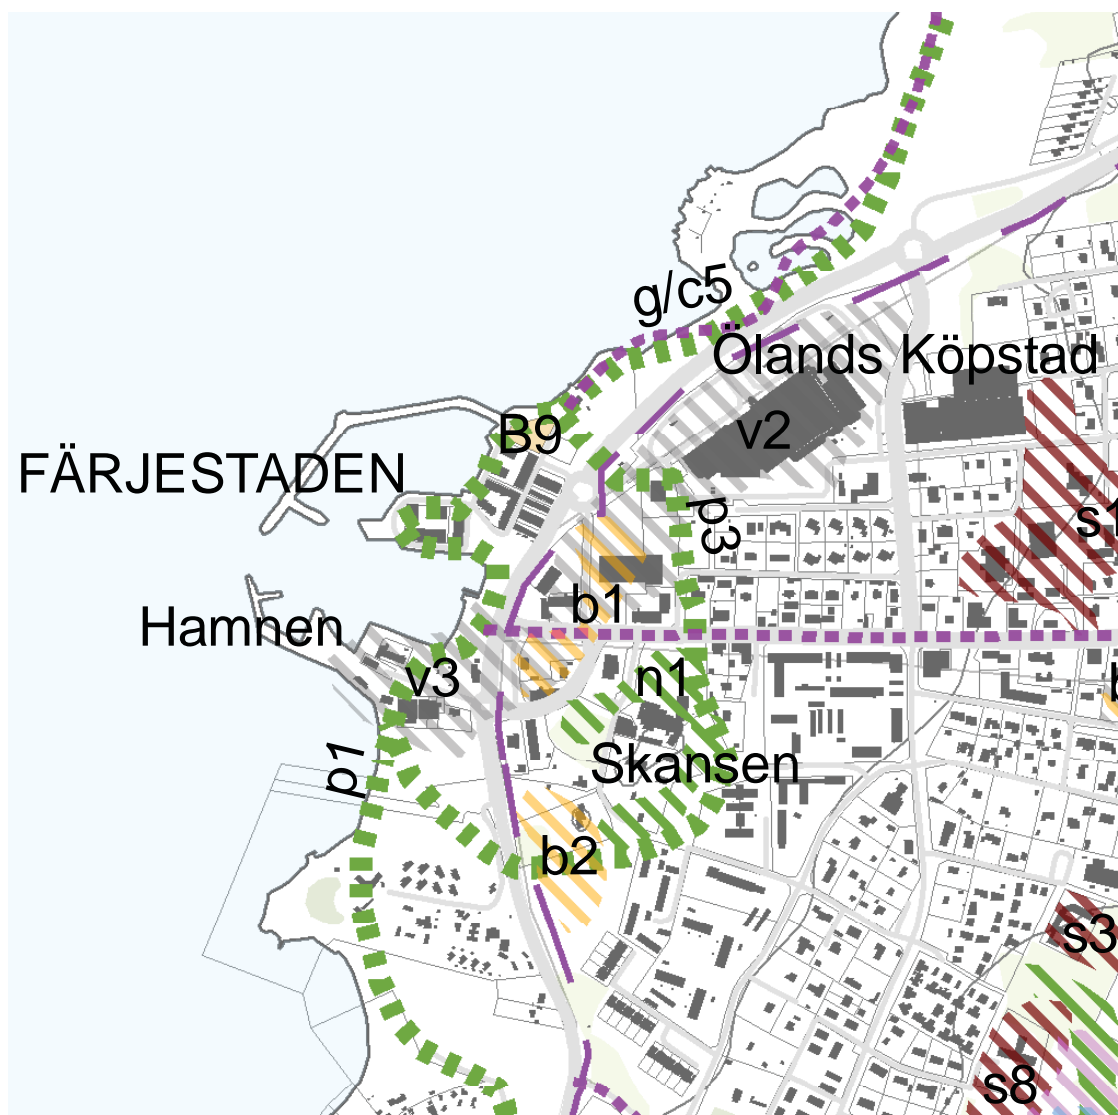 g/c5
Ölands Köpstad
B9
v2
FÄRJESTADEN
p3
s1
b1
Hamnen
v3
n1
b
p1
Skansen
b2
s3
s8